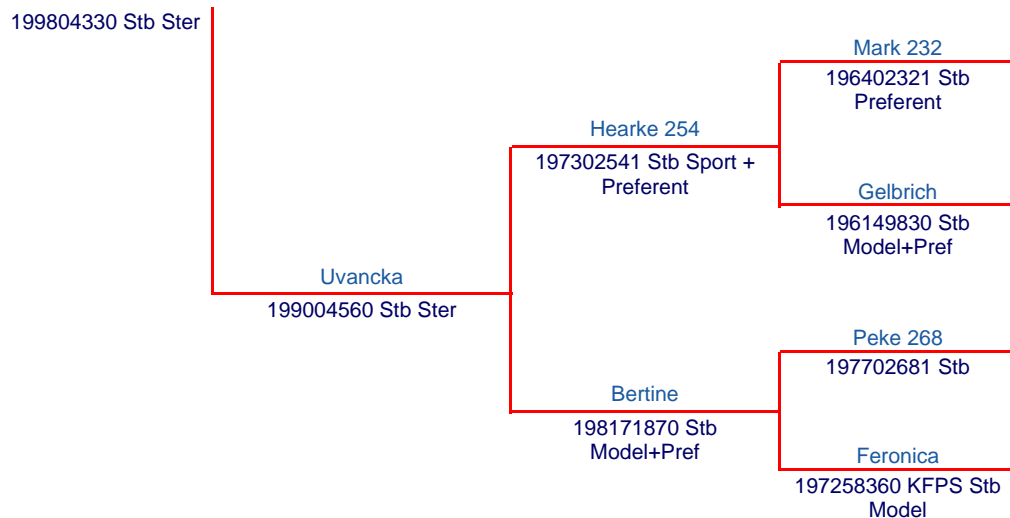 199804330 Stb Ster
Mark 232
196402321 Stb
Preferent
Hearke 254
197302541 Stb Sport +
Preferent
Gelbrich
196149830 Stb
Model+Pref
Uvancka
199004560 Stb Ster
Peke 268
197702681 Stb
Bertine
198171870 Stb
Model+Pref
Feronica
197258360 KFPS Stb
Model